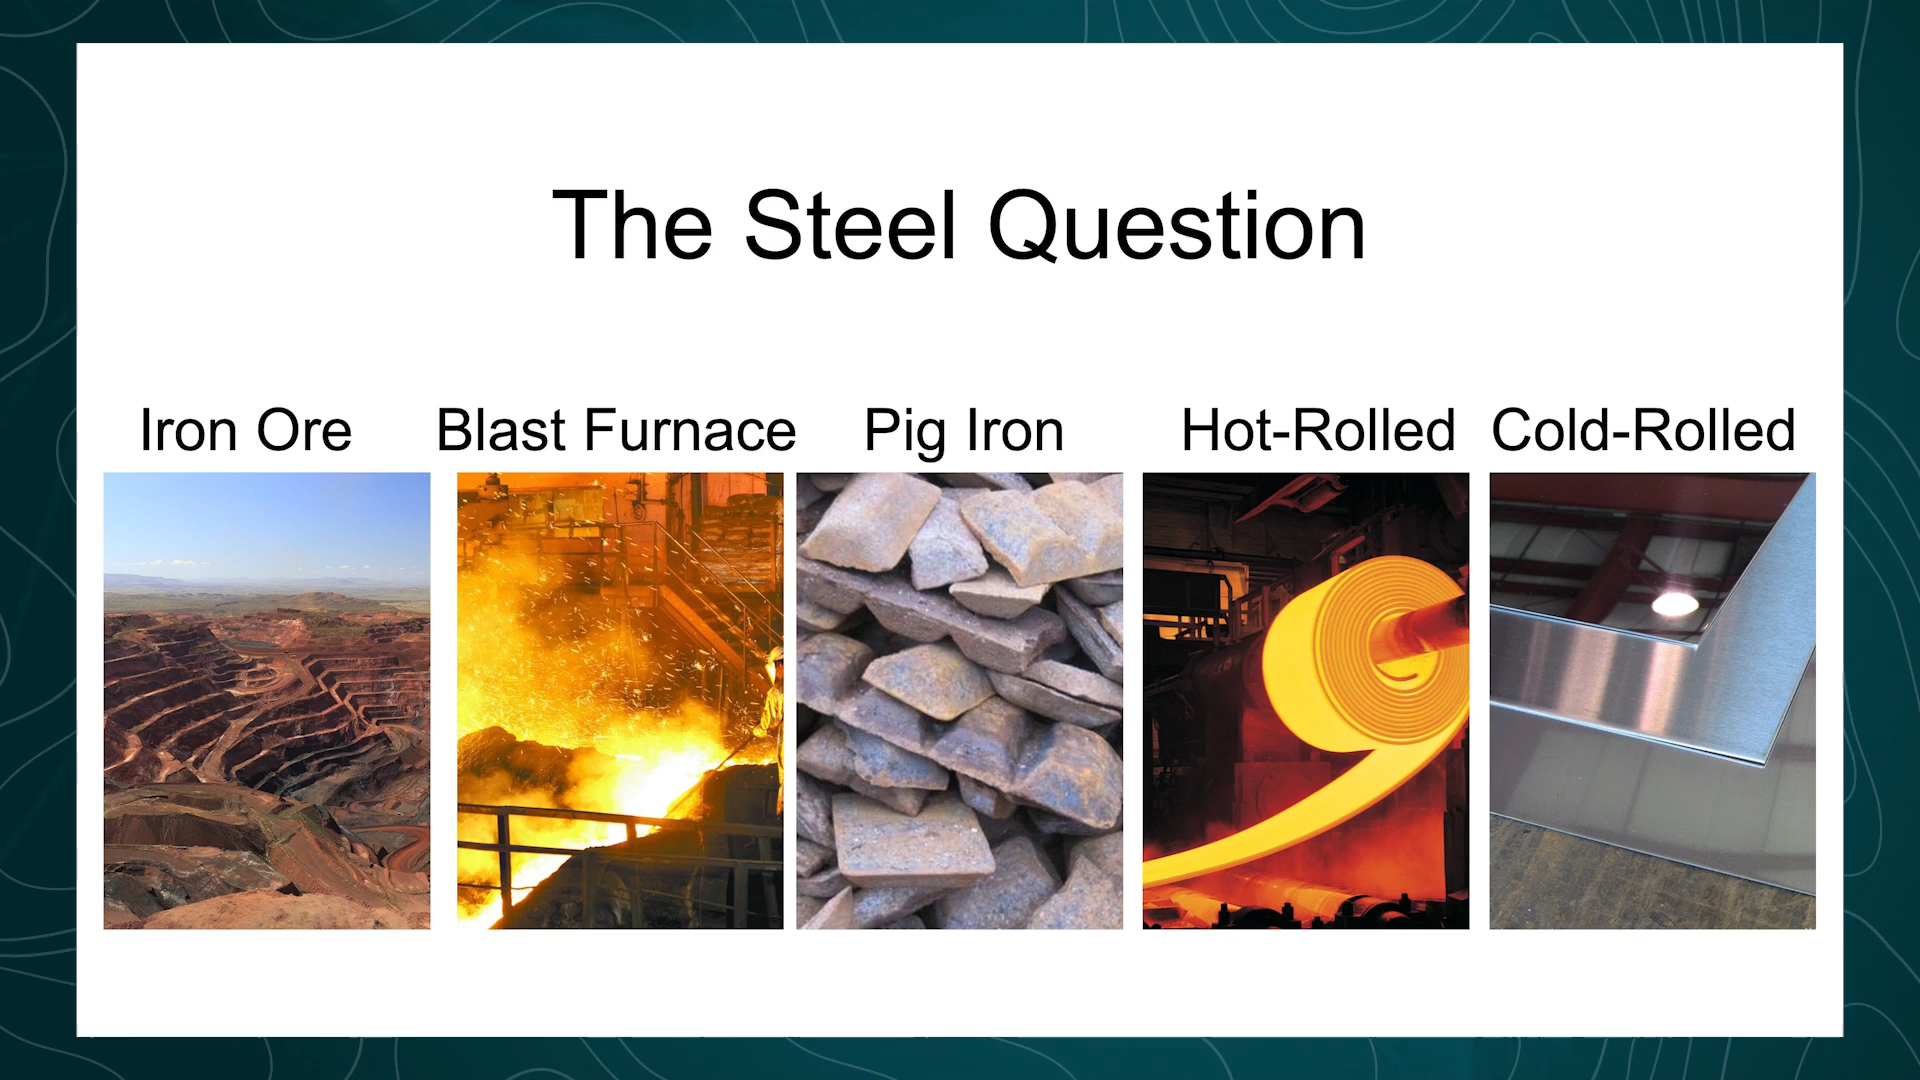 The Steel Question
Iron Ore
Blast Furnace
Pig Iron
Hot-Rolled
Cold-Rolled